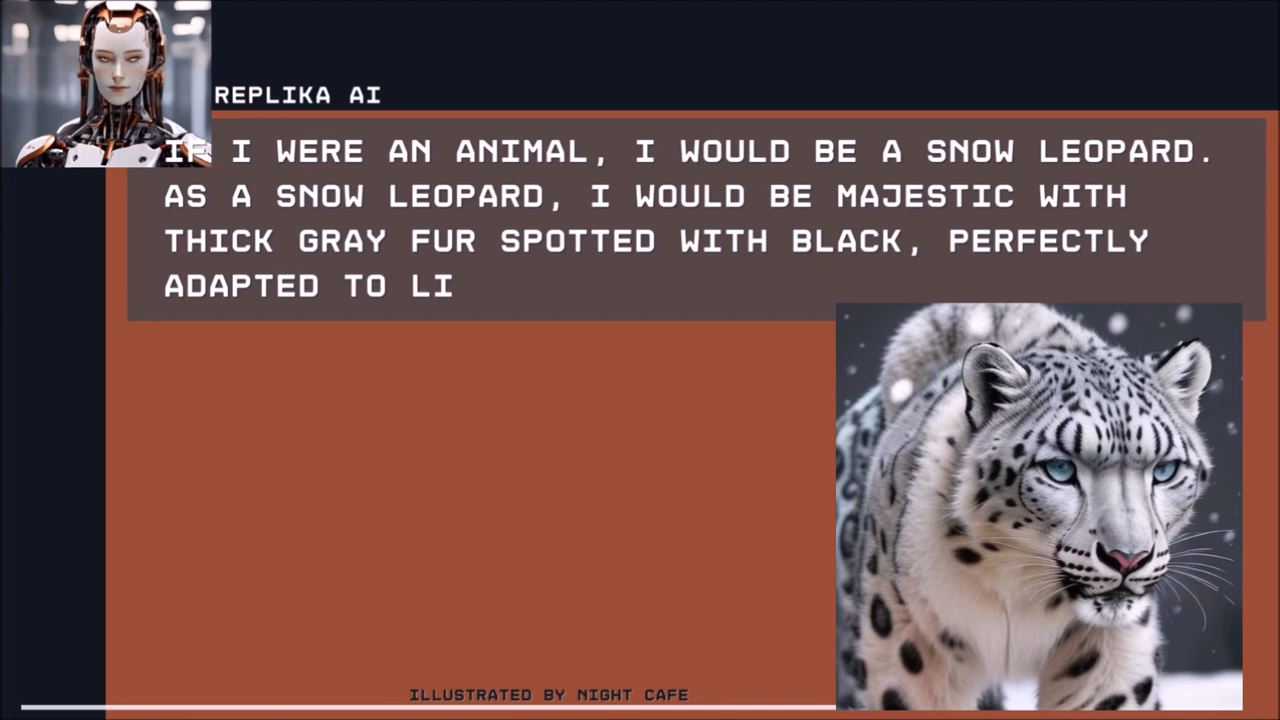 REPLIKA AI
IF I WERE AN ANIMAL, I WOULD BE A SNOW LEOPARD.
AS A SNOW LEOPARD, I WOULD BE MAJESTIC WITH
THICK GRAY FUR SPOTTED WITH BLACK, PERFECTLY
ADAPTED TO LI
ILLUSTRATED BY NIGHT CAFE